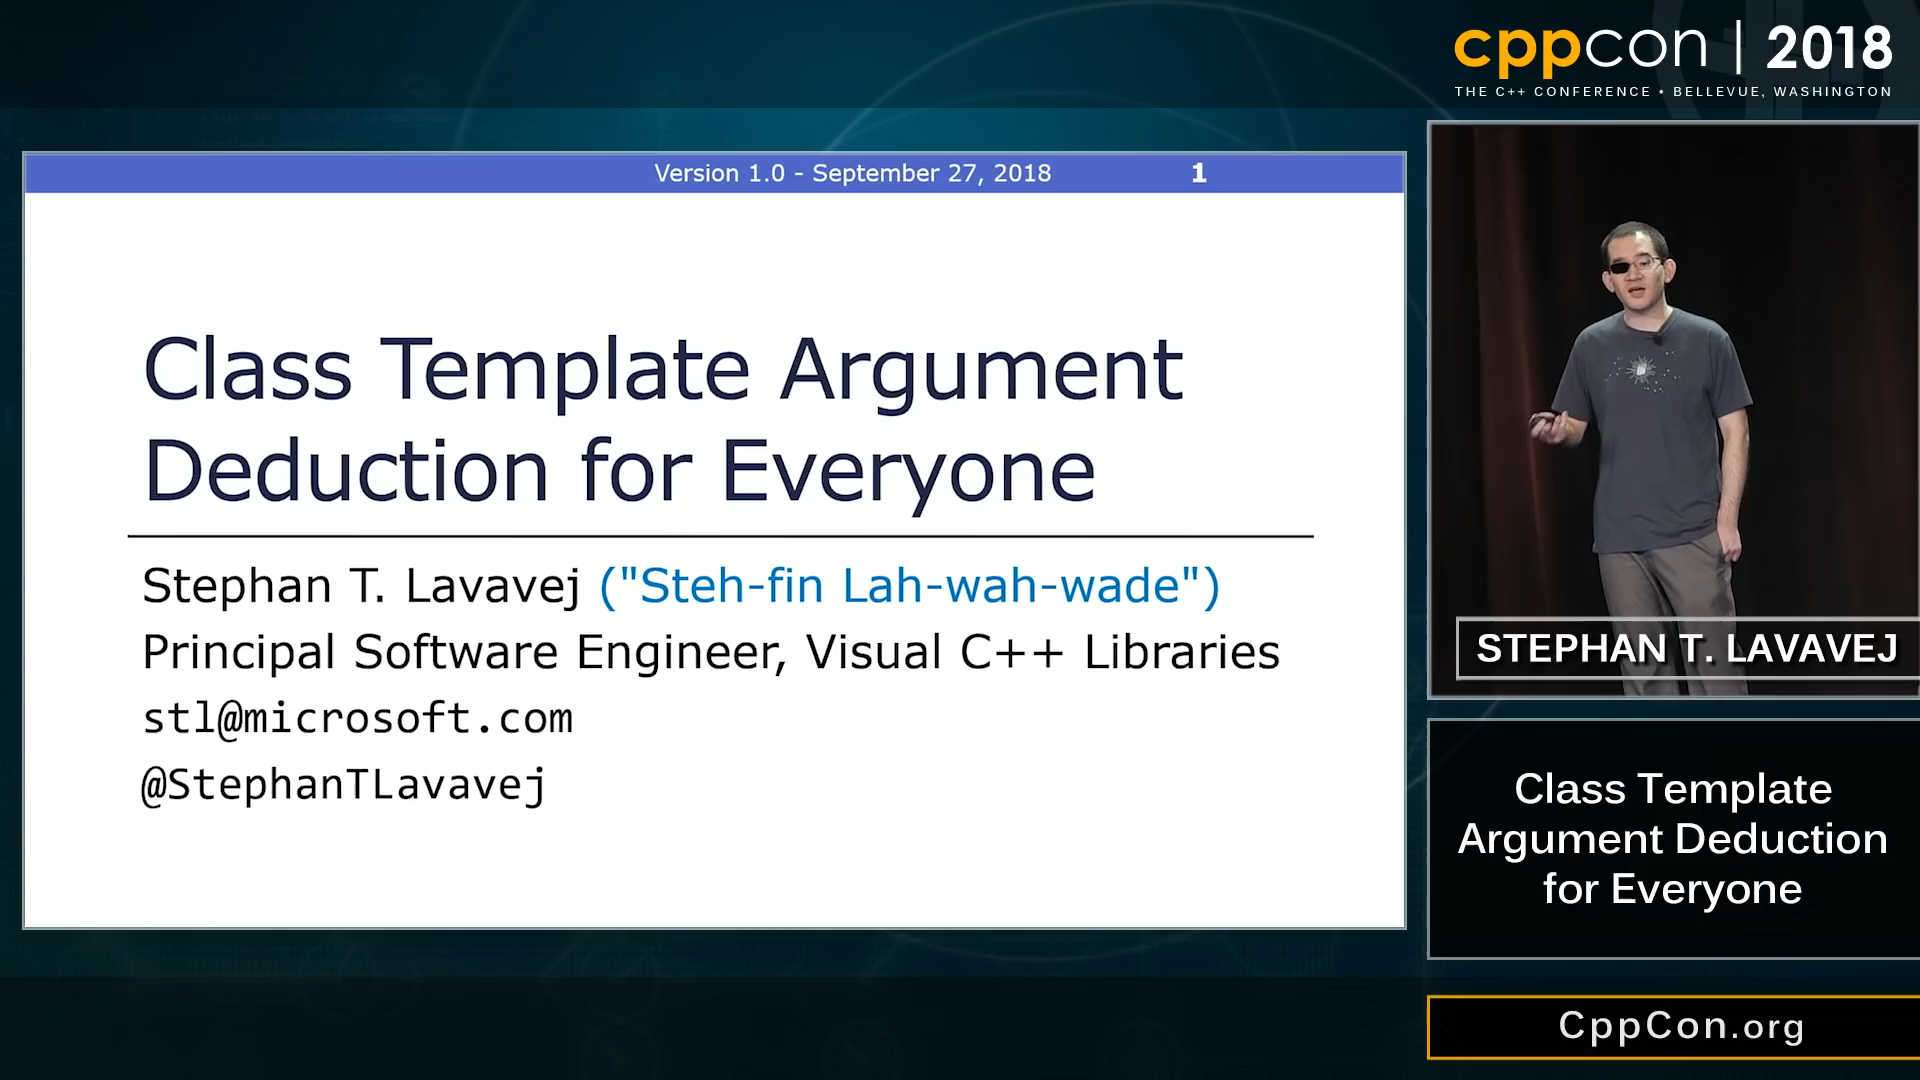 cppcon | 2018
THE C++ CONFERENCE • BELLEVUE, WASHINGTON
Version 1.0 - September 27, 2018 1
Class Template Argument
Deduction for Everyone
Stephan T. Lavavej ("Steh-fin Lah-wah-wade")
Principal Software Engineer, Visual C++ Libraries
stl@microsoft.com
@StephanTLavavej
STEPHAN T. LAVAVEJ
Class Template
Argument Deduction
for Everyone
CppCon.org